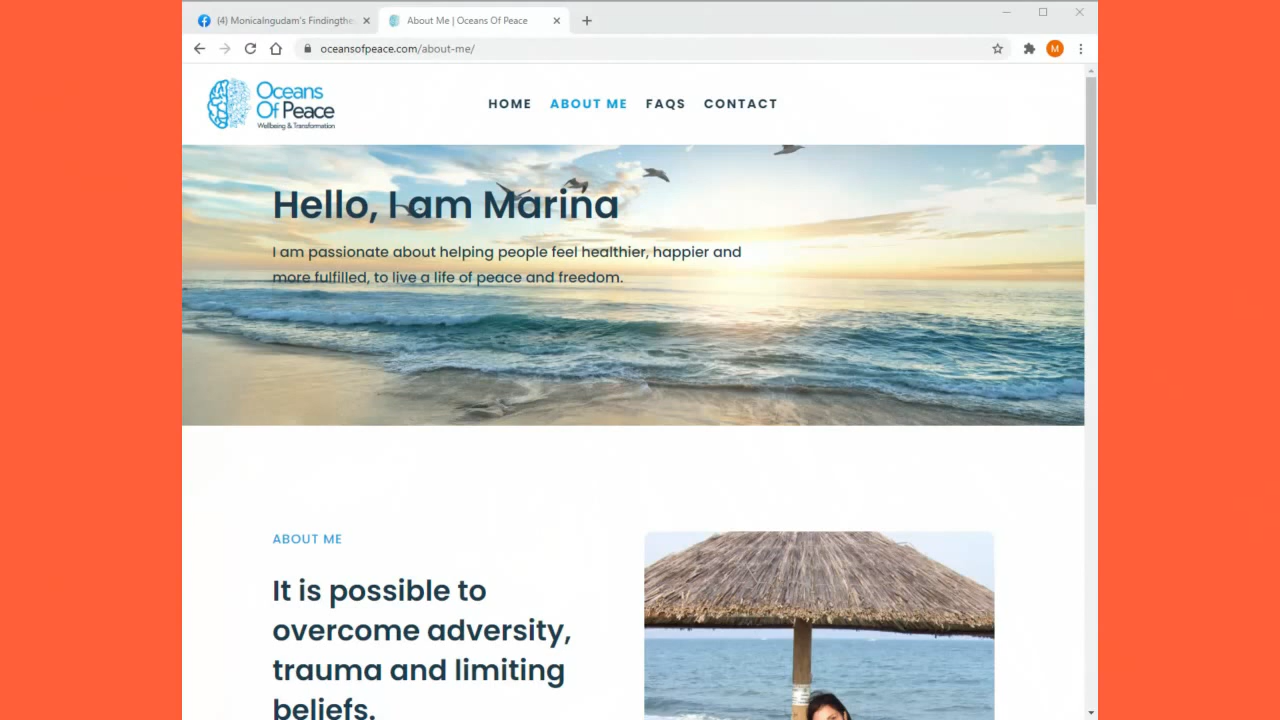 (4) MonicaIngudam's Findingthe
About Me | Oceans Of Peace
oceansofpeace.com/about-me/
M
Oceans
Of Peace
Wellbeing & Transformation
HOME ABOUT ME FAQS CONTACT
Hello, I am Marina
I am passionate about helping people feel healthier, happier and
more fulfilled, to live a life of peace and freedom.
ABOUT ME
It is possible to
overcome adversity,
trauma and limiting
beliefs.